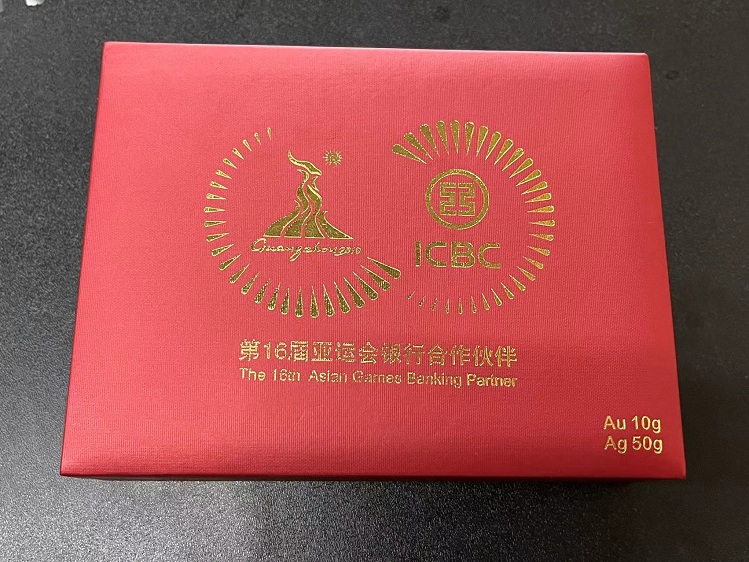 Guangzhou2010
ICBC
第16届亚运会银行合作伙伴
The 16th Asian Games Banking Partner
Au 10g
Ag 50g